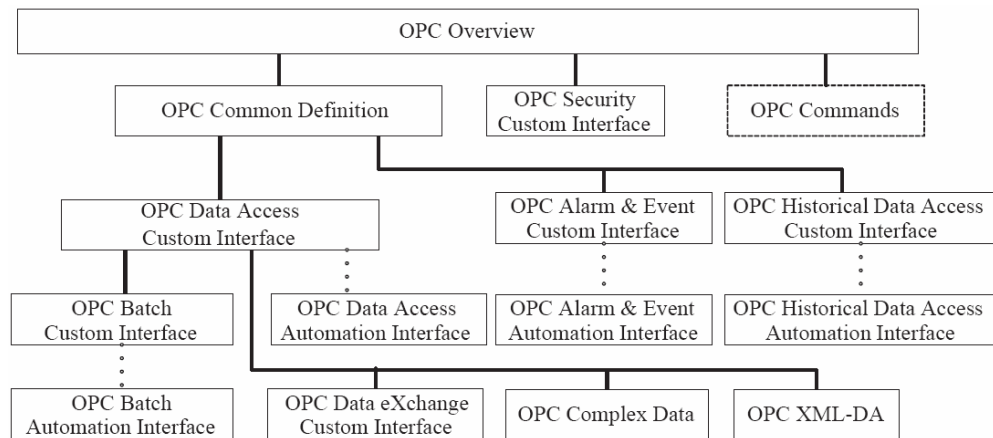 OPC Overview
OPC Common Definition
OPC Security
Custom Interface
OPC Commands
OPC Data Access
Custom Interface
OPC Alarm & Event
Custom Interface
OPC Historical Data Access
Custom Interface
OPC Batch
Custom Interface
OPC Data Access
Automation Interface
OPC Alarm & Event
Automation Interface
OPC Historical Data Access
Automation Interface
OPC Batch
Automation Interface
OPC Data eXchange
Custom Interface
OPC Complex Data
OPC XML-DA